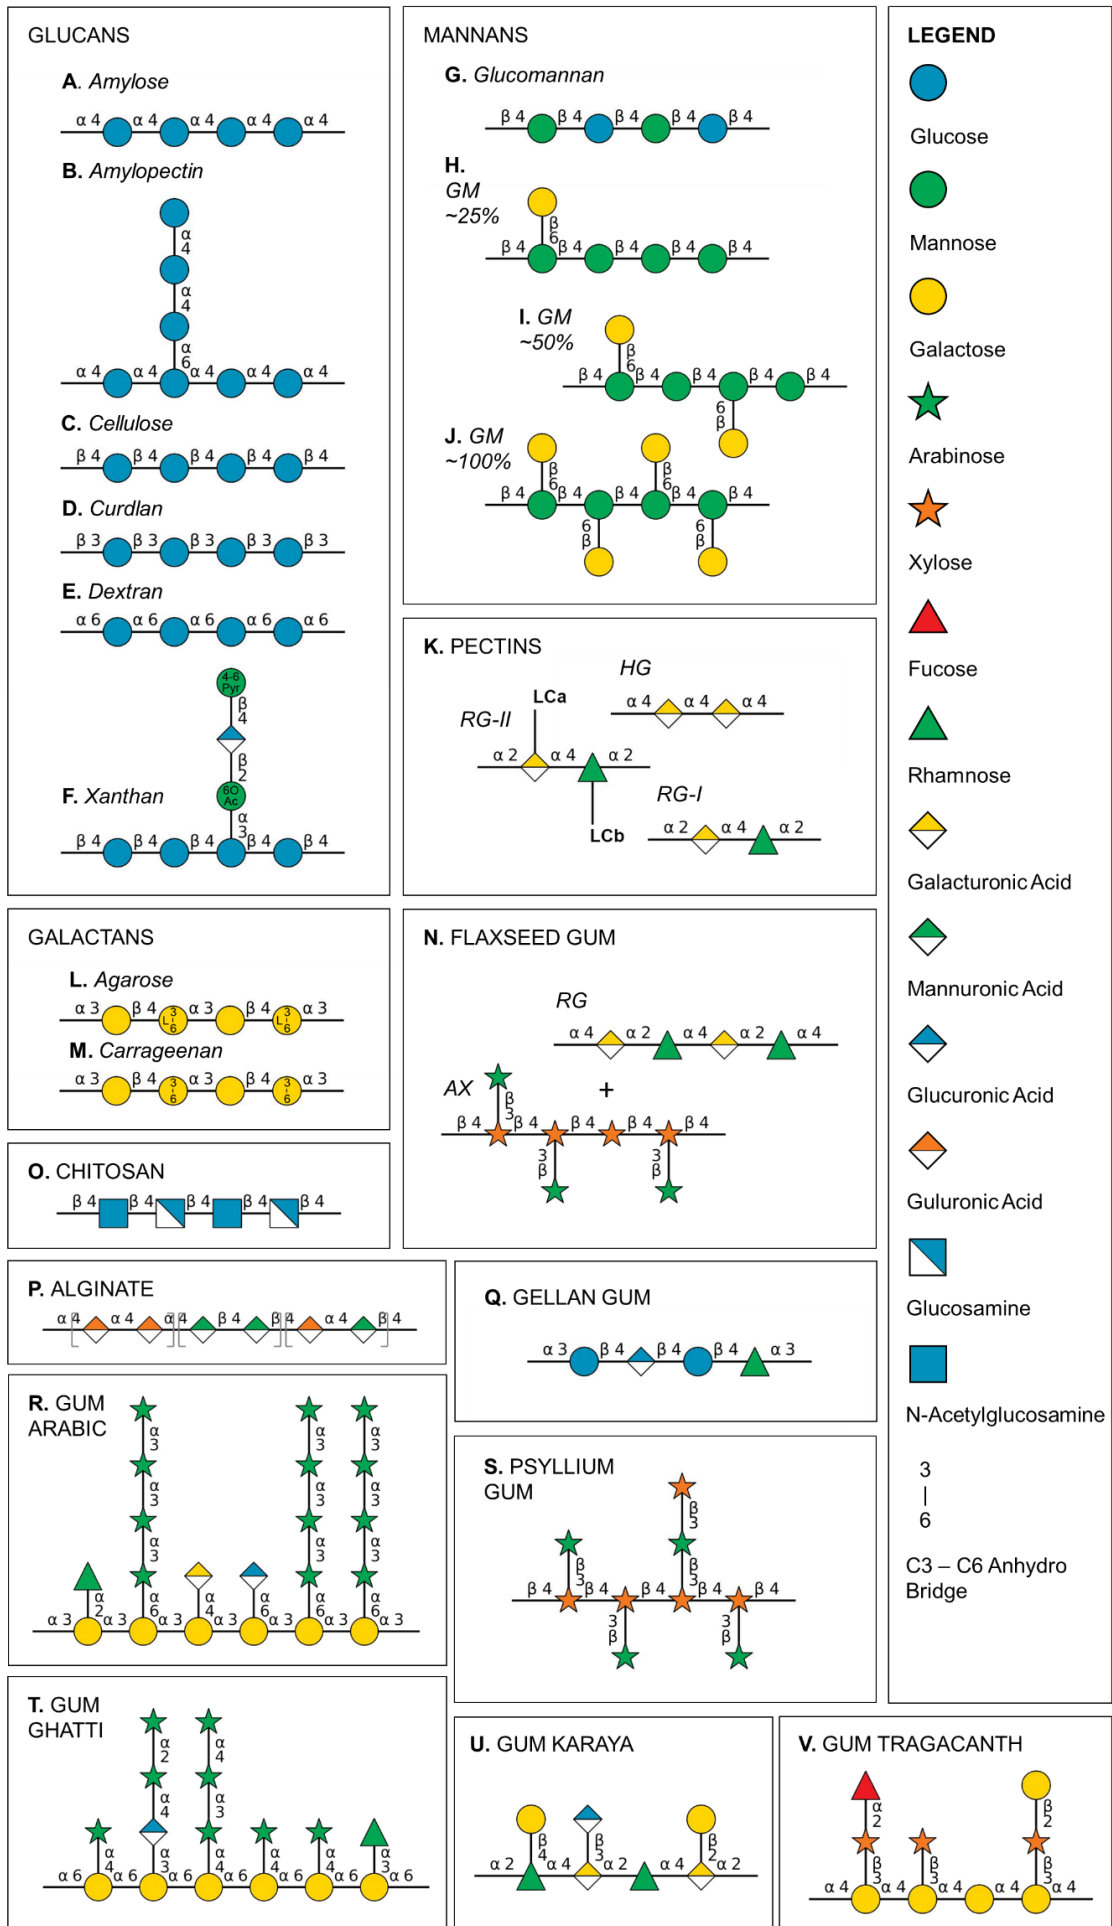 GLUCANS
A. Amylose
α 4 α 4 α 4 α 4 α 4
B. Amylopectin
α 4
α 4
α 6
α 4 α 4 α 4 α 4 α 4
C. Cellulose
β 4 β 4 β 4 β 4 β 4
D. Curdlan
β 3 β 3 β 3 β 3 β 3
E. Dextran
α 6 α 6 α 6 α 6 α 6
4-6
Pyr
β 4
β 2
F. Xanthan
6O
Ac
α 3
β 4 β 4 β 4 β 4 β 4
MANNANS
G. Glucomannan
β 4 β 4 β 4 β 4 β 4
H.
GM
~25%
β 6
β 4 β 4 β 4 β 4 β 4
I. GM
~50%
β 6
β 4 β 4 β 4 β 4 β 4
6 β
J. GM
~100%
β 6 β 6
β 4 β 4 β 4 β 4 β 4
6 β 6 β
K. PECTINS
HG
α 4 α 4 α 4
LCa
RG-II
α 2 α 4 α 2
LCb
RG-I
α 2 α 4 α 2
GALACTANS
L. Agarose
α 3 β 4 α 3 β 4 α 3
L 3-6 L 3-6
M. Carrageenan
α 3 β 4 α 3 β 4 α 3
3-6 3-6
N. FLAXSEED GUM
RG
α 4 α 2 α 4 α 2 α 4
AX
+
β 3
β 4 β 4 β 4 β 4 β 4
3 β 3 β
O. CHITOSAN
β 4 β 4 β 4 β 4 β 4
P. ALGINATE
α 4 α 4 α 4 β 4 β 4 α 4 β 4
Q. GELLAN GUM
α 3 β 4 β 4 β 4 α 3
R. GUM
ARABIC
α 3 α 3 α 3
α 3 α 3 α 3
α 3 α 3 α 3
α 2 α 6 α 4 α 6 α 6 α 6
α 3 α 3 α 3 α 3 α 3 α 3 α 3
S. PSYLLIUM
GUM
β 3
β 3 β 3
β 4 β 4 β 4 β 4 β 4
3 β 3 β
T. GUM
GHATTI
α 2 α 4
α 4 α 3
α 4 α 3 α 4 α 4 α 4 α 3
α 6 α 6 α 6 α 6 α 6 α 6 α 6
U. GUM KARAYA
β 4 β 3 β 2
α 2 α 4 α 2 α 4 α 2
V. GUM TRAGACANTH
α 2 β 2
β 3 β 3 β 3
α 4 α 4 α 4 α 4 α 4
LEGEND
Glucose
Mannose
Galactose
Arabinose
Xylose
Fucose
Rhamnose
Galacturonic Acid
Mannuronic Acid
Glucuronic Acid
Guluronic Acid
Glucosamine
N-Acetylglucosamine
3
|
6
C3 – C6 Anhydro
Bridge